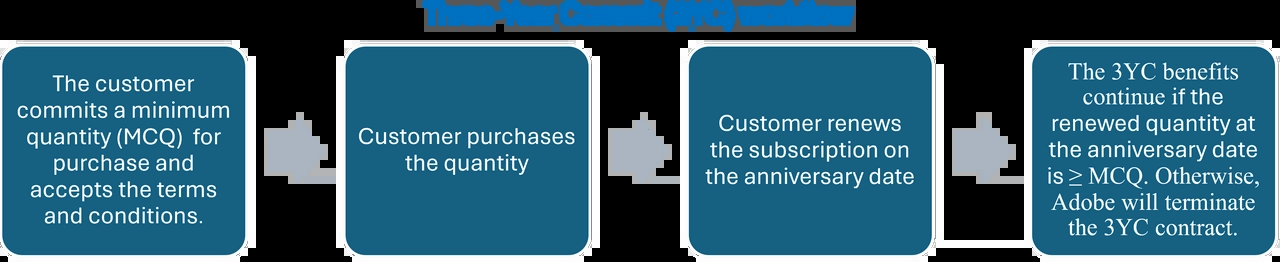 Three-Year Commit (3YC) workflow
The customer
commits a minimum
quantity (MCQ) for
purchase and
accepts the terms
and conditions.
Customer purchases
the quantity
Customer renews
the subscription on
the anniversary date
The 3YC benefits
continue if the
renewed quantity at
the anniversary date
is ≥ MCQ. Otherwise,
Adobe will terminate
the 3YC contract.